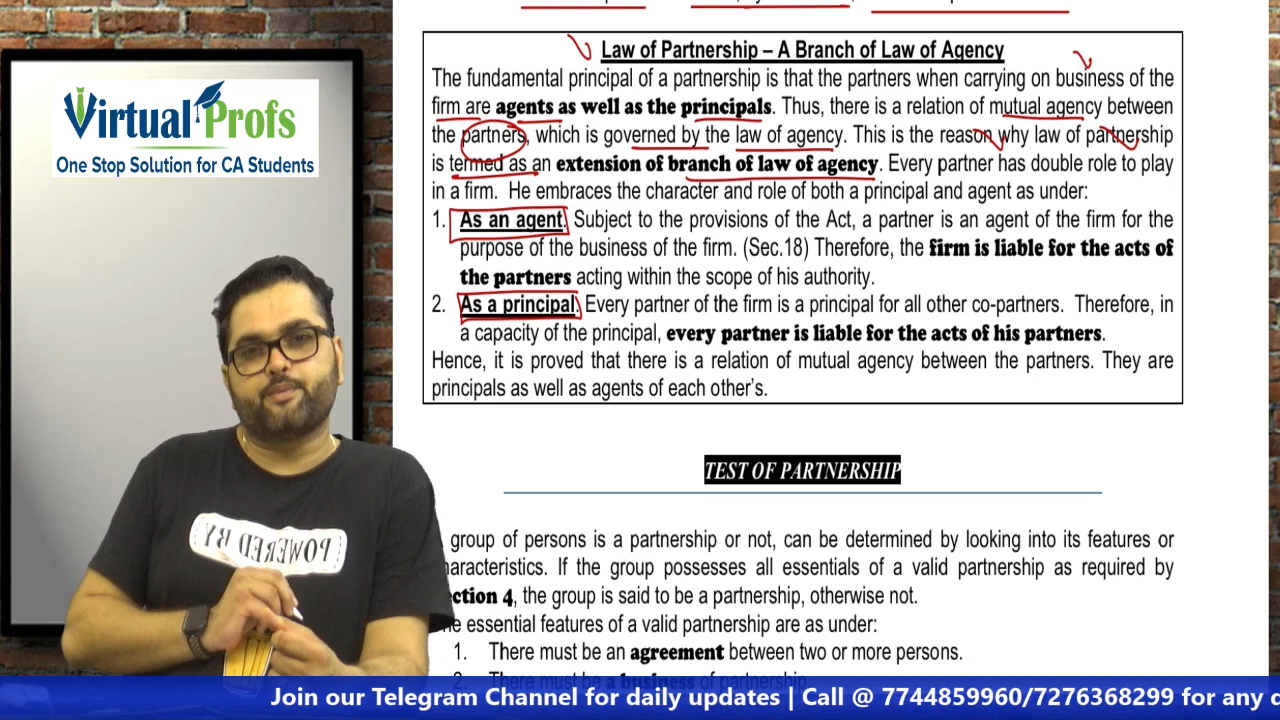 Virtual Profs
One Stop Solution for CA Students
Law of Partnership – A Branch of Law of Agency
The fundamental principal of a partnership is that the partners when carrying on business of the
firm are agents as well as the principals. Thus, there is a relation of mutual agency between
the partners, which is governed by the law of agency. This is the reason why law of partnership
is termed as an extension of branch of law of agency. Every partner has double role to play
in a firm. He embraces the character and role of both a principal and agent as under:
1. As an agent. Subject to the provisions of the Act, a partner is an agent of the firm for the
purpose of the business of the firm. (Sec.18) Therefore, the firm is liable for the acts of
the partners acting within the scope of his authority.
2. As a principal. Every partner of the firm is a principal for all other co-partners. Therefore, in
a capacity of the principal, every partner is liable for the acts of his partners.
Hence, it is proved that there is a relation of mutual agency between the partners. They are
principals as well as agents of each other's.
TEST OF PARTNERSHIP
group of persons is a partnership or not, can be determined by looking into its features or
haracteristics. If the group possesses all essentials of a valid partnership as required by
ction 4, the group is said to be a partnership, otherwise not.
e essential features of a valid partnership are as under:
1. There must be an agreement between two or more persons.
2. There must be a business of partnership
POWERED BY
Join our Telegram Channel for daily updates | Call @ 7744859960/7276368299 for any